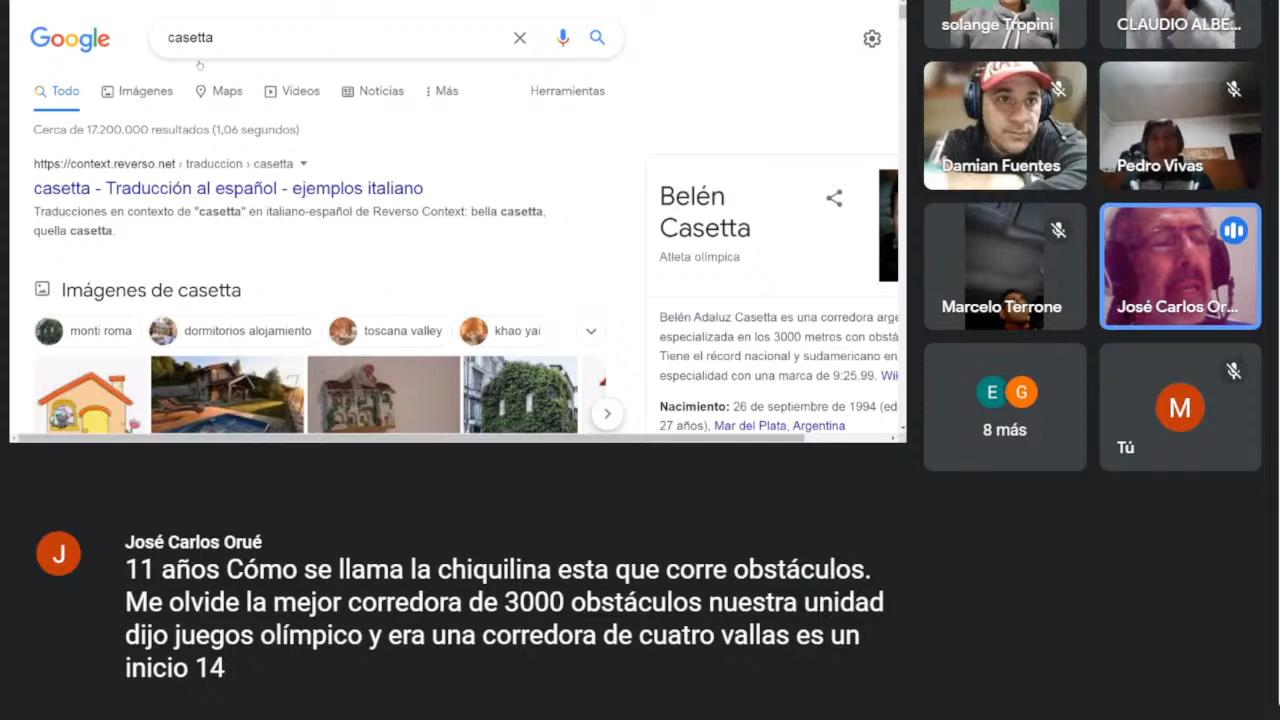 Google
casetta
Todo
Imágenes
Maps
Videos
Noticias
Más
Herramientas
Cerca de 17.200.000 resultados (1,06 segundos)
https://context.reverso.net › traduccion › casetta
casetta - Traducción al español - ejemplos italiano
Traducciones en contexto de "casetta" en italiano-español de Reverso Context: bella casetta,
quella casetta.
Imágenes de casetta
monti roma
dormitorios alojamiento
toscana valley
khao yai
Belén
Casetta
Atleta olímpica
Belén Adaluz Casetta es una corredora arge
especializada en los 3000 metros con obstá
Tiene el récord nacional y sudamericano en
especialidad con una marca de 9:25.99. Wik
Nacimiento: 26 de septiembre de 1994 (ed
27 años), Mar del Plata, Argentina
solange Tropini
CLAUDIO ALBE...
Damian Fuentes
Pedro Vivas
Marcelo Terrone
José Carlos Or...
E
G
8 más
M
Tú
J
José Carlos Orué
11 años Cómo se llama la chiquilina esta que corre obstáculos.
Me olvide la mejor corredora de 3000 obstáculos nuestra unidad
dijo juegos olímpico y era una corredora de cuatro vallas es un
inicio 14